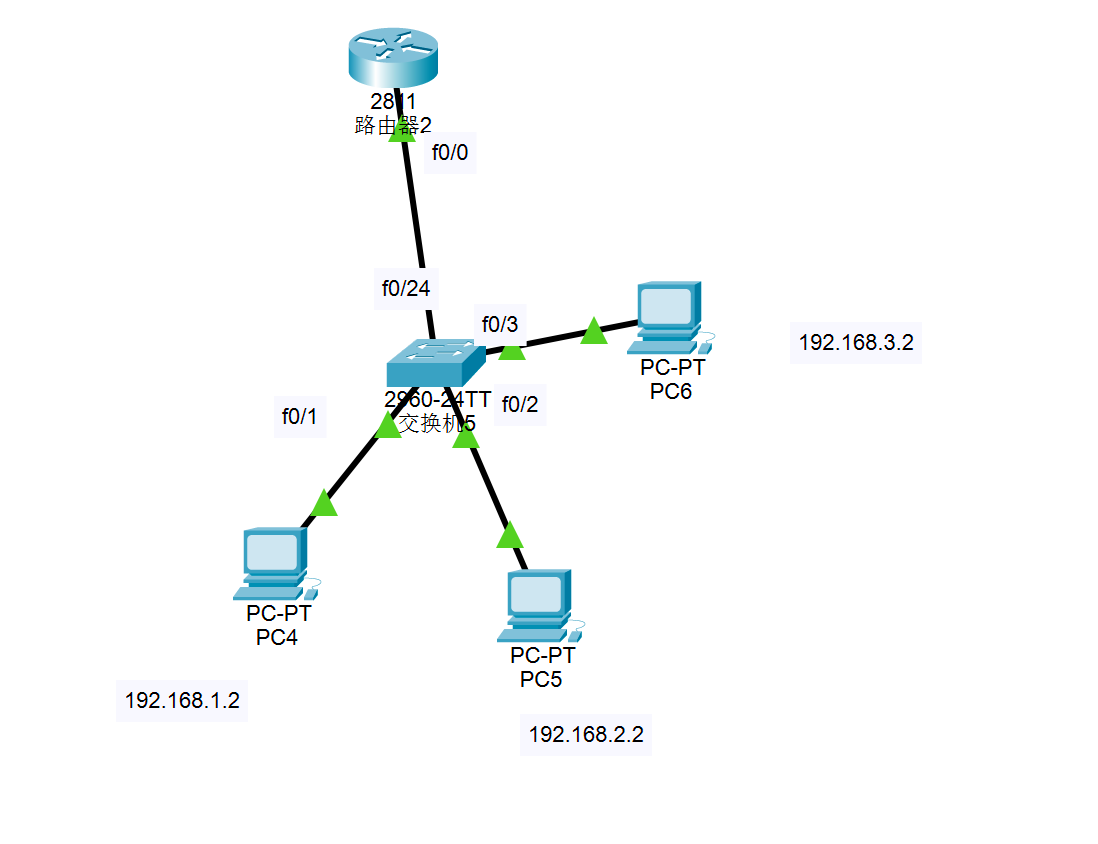 2811
路由器2
f0/0
f0/24
f0/3
192.168.3.2
PC-PT
PC6
2960-24TT
交换机5
f0/2
f0/1
PC-PT
PC4
PC-PT
PC5
192.168.1.2
192.168.2.2